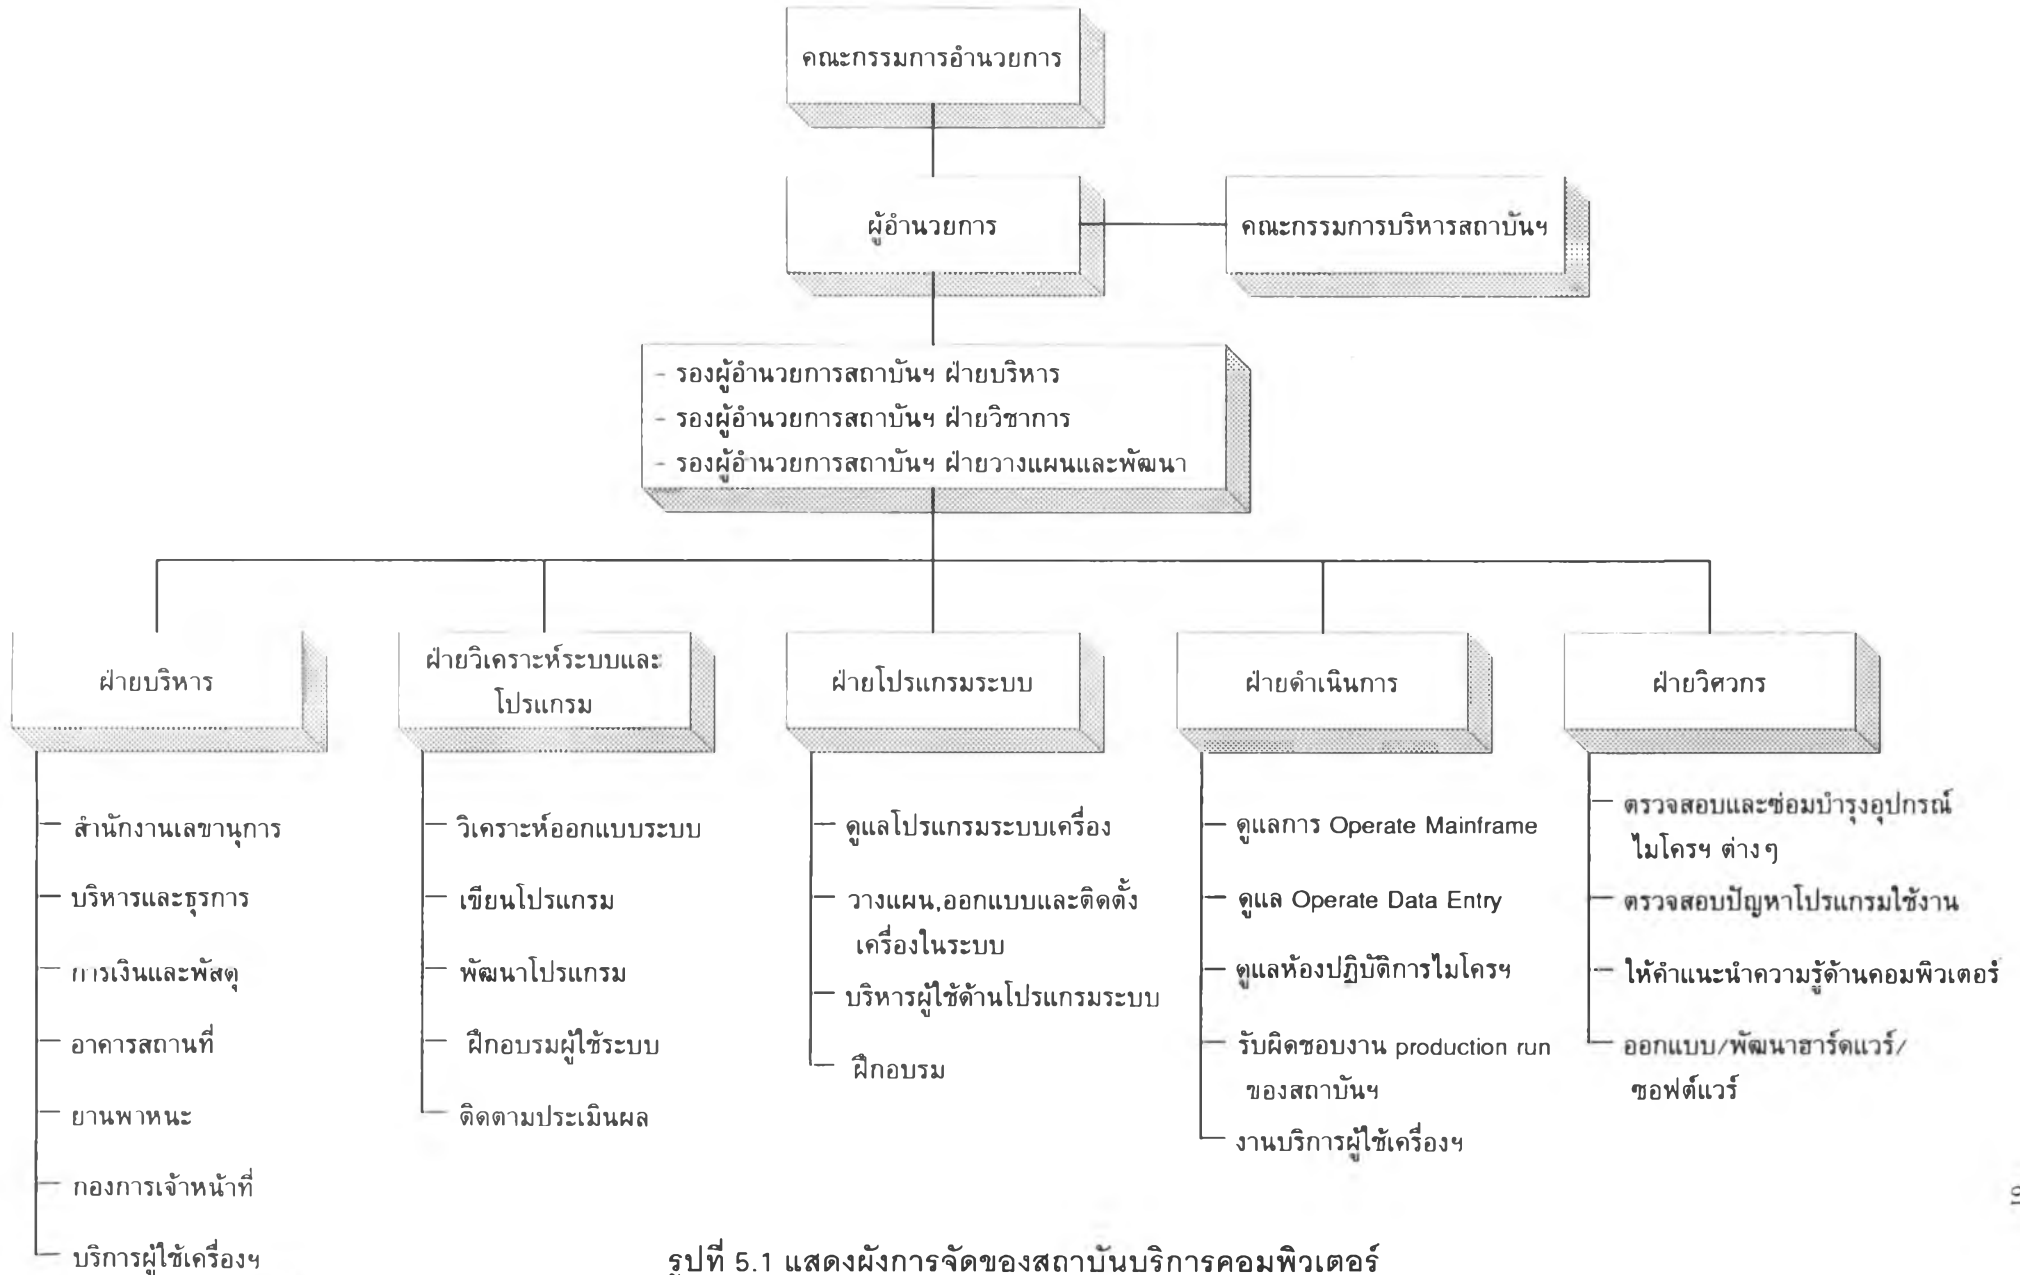 คณะกรรมการอำนวยการ
ผู้อำนวยการ
คณะกรรมการบริหารสถาบันฯ
- รองผู้อำนวยการสถาบันฯ ฝ่ายบริหาร
- รองผู้อำนวยการสถาบันฯ ฝ่ายวิชาการ
- รองผู้อำนวยการสถาบันฯ ฝ่ายวางแผนและพัฒนา
ฝ่ายบริหาร
สำนักงานเลขานุการ
บริหารและธุรการ
การเงินและพัสดุ
อาคารสถานที่
ยานพาหนะ
กองการเจ้าหน้าที่
บริการผู้ใช้เครื่องฯ
ฝ่ายวิเคราะห์ระบบและ
โปรแกรม
วิเคราะห์ออกแบบระบบ
เขียนโปรแกรม
พัฒนาโปรแกรม
ฝึกอบรมผู้ใช้ระบบ
ติดตามประเมินผล
ฝ่ายโปรแกรมระบบ
ดูแลโปรแกรมระบบเครื่อง
วางแผน,ออกแบบและติดตั้ง
เครื่องในระบบ
บริหารผู้ใช้ด้านโปรแกรมระบบ
ฝึกอบรม
ฝ่ายดำเนินการ
ดูแลการ Operate Mainframe
ดูแล Operate Data Entry
ดูแลห้องปฏิบัติการไมโครฯ
รับผิดชอบงาน production run
ของสถาบันฯ
งานบริการผู้ใช้เครื่องฯ
ฝ่ายวิศวกร
ตรวจสอบและซ่อมบำรุงอุปกรณ์
ไมโครฯ ต่างๆ
ตรวจสอบปัญหาโปรแกรมใช้งาน
ให้คำแนะนำความรู้ด้านคอมพิวเตอร์
ออกแบบ/พัฒนาฮาร์ดแวร์/
ซอฟต์แวร์
รูปที่ 5.1 แสดงผังการจัดของสถาบันบริการคอมพิวเตอร์